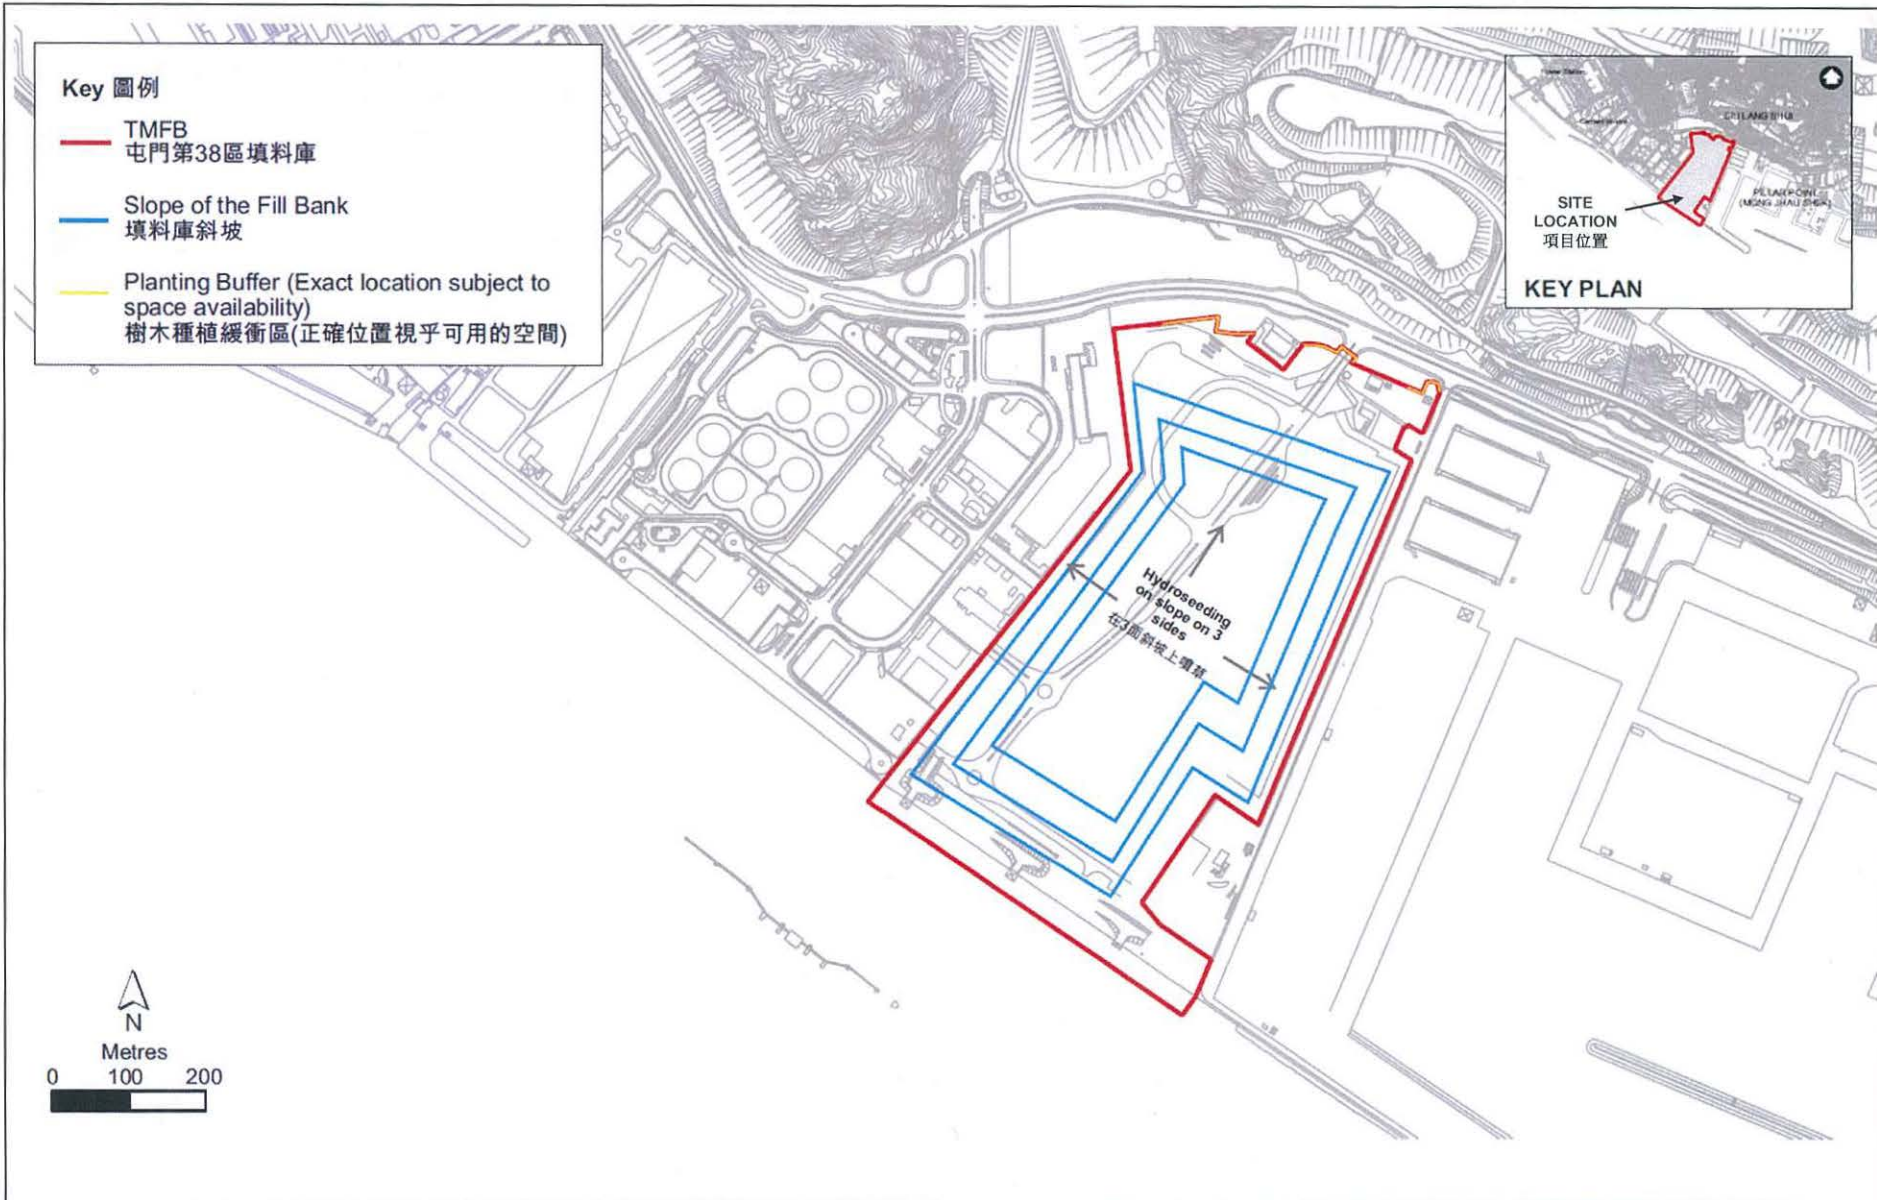 Key 圖例
TMFB
屯門第38區填料庫
Slope of the Fill Bank
填料庫斜坡
Planting Buffer (Exact location subject to
space availability)
樹木種植緩衝區(正確位置視乎可用的空間)
SITE
LOCATION
項目位置
PILLAR POINT
KEY PLAN
Hydroseeding
on slope on 3
sides
在3面斜坡上噴草
N
Metres
0 100 200